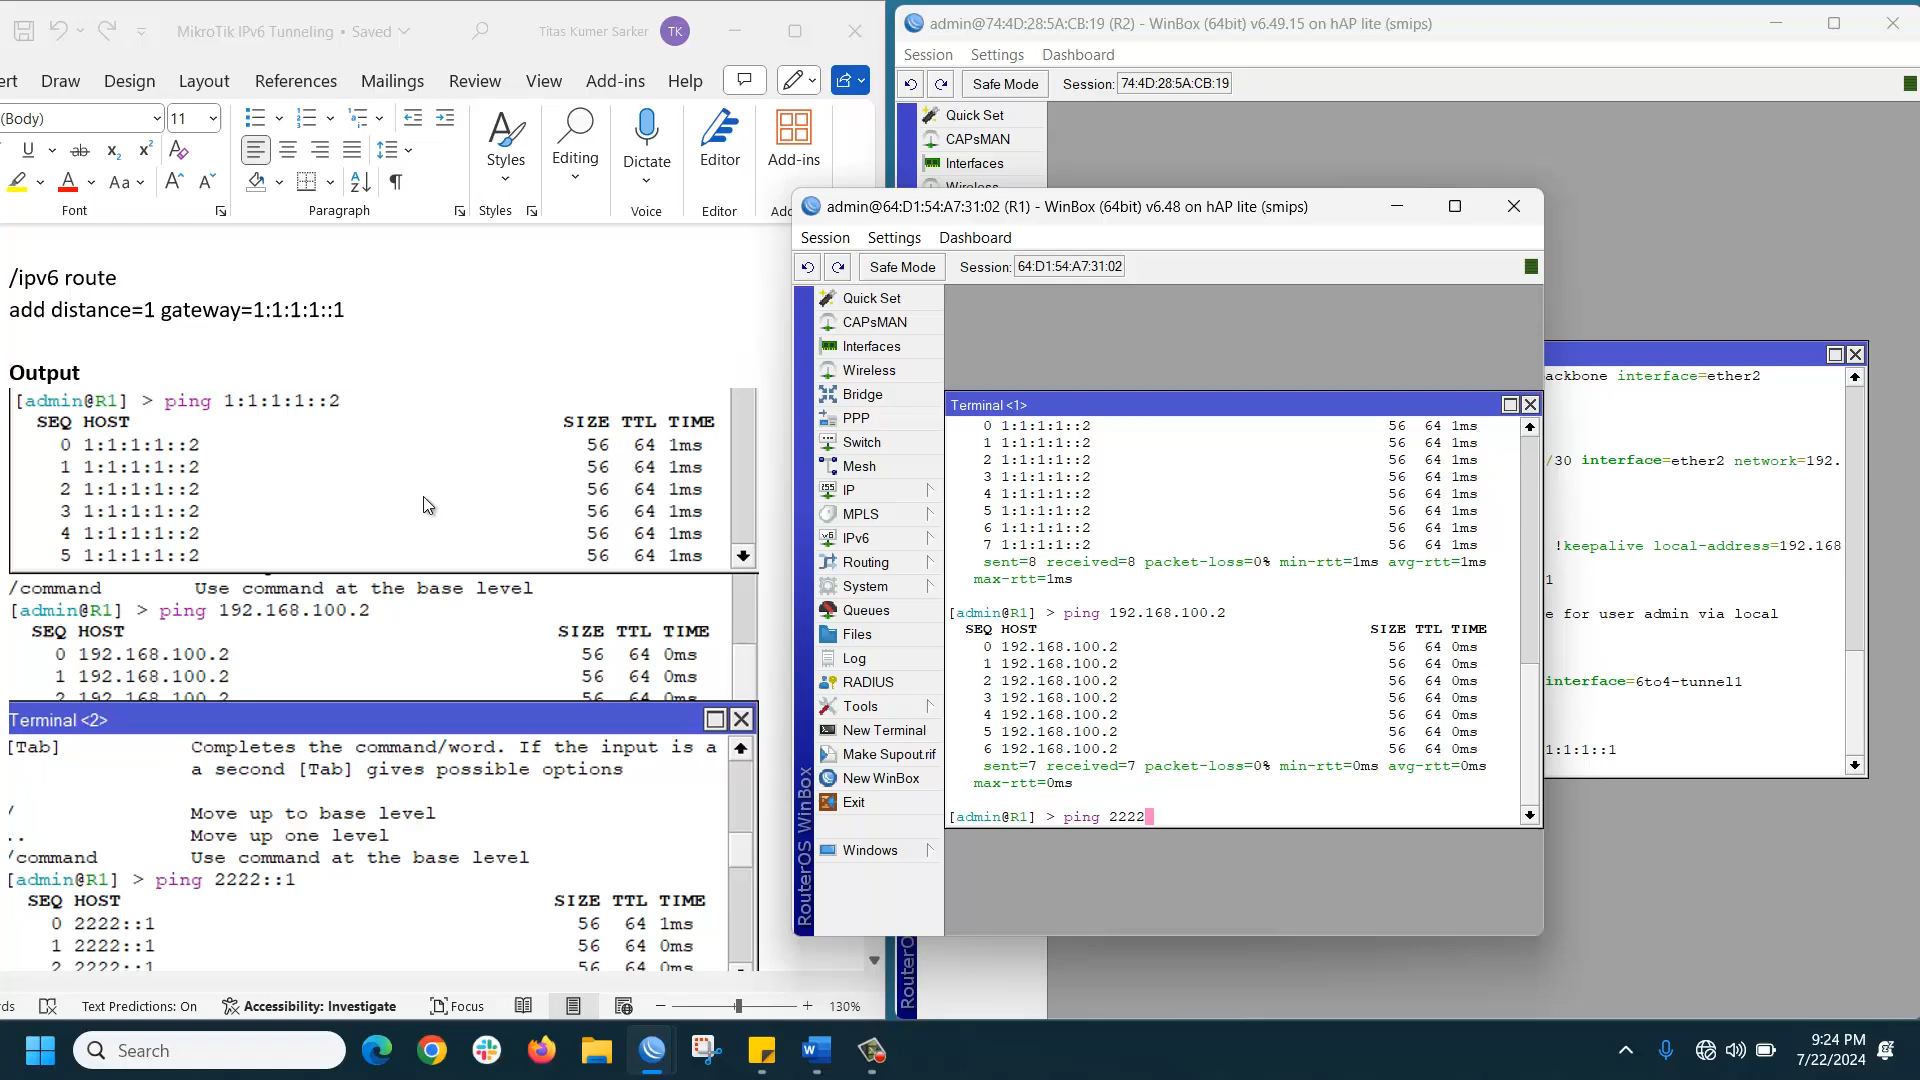 MikroTik IPv6 Tunneling • Saved
Titas Kumar Sarker
TK
ert Draw Design Layout References Mailings Review View Add-ins Help
(Body) 11
Styles
Editing
Dictate
Editor
Add-ins
Font
Paragraph
Styles
Voice
Editor
Add
/ipv6 route
add distance=1 gateway=1:1:1:1::1
Output
[admin@R1] > ping 1:1:1:1::2
SEQ HOST SIZE TTL TIME
0 1:1:1:1::2 56 64 1ms
1 1:1:1:1::2 56 64 1ms
2 1:1:1:1::2 56 64 1ms
3 1:1:1:1::2 56 64 1ms
4 1:1:1:1::2 56 64 1ms
5 1:1:1:1::2 56 64 1ms
/command Use command at the base level
[admin@R1] > ping 192.168.100.2
SEQ HOST SIZE TTL TIME
0 192.168.100.2 56 64 0ms
1 192.168.100.2 56 64 0ms
2 192.168.100.2 56 64 0ms
Terminal <2>
[Tab] Completes the command/word. If the input is a
a second [Tab] gives possible options
/ Move up to base level
.. Move up one level
/command Use command at the base level
[admin@R1] > ping 2222::1
SEQ HOST SIZE TTL TIME
0 2222::1 56 64 1ms
1 2222::1 56 64 0ms
2 2222::1 56 64 0ms
rds Text Predictions: On Accessibility: Investigate Focus 130%
admin@74:4D:28:5A:CB:19 (R2) - WinBox (64bit) v6.49.15 on hAP lite (smips)
Session Settings Dashboard
Safe Mode Session: 74:4D:28:5A:CB:19
Quick Set
CAPsMAN
Interfaces
Wireless
ackbone interface=ether2
/30 interface=ether2 network=192.
!keepalive local-address=192.168
1
e for user admin via local
interface=6to4-tunnel1
1:1:1::1
RouterO
admin@64:D1:54:A7:31:02 (R1) - WinBox (64bit) v6.48 on hAP lite (smips)
Session Settings Dashboard
Safe Mode Session: 64:D1:54:A7:31:02
Quick Set
CAPsMAN
Interfaces
Wireless
Bridge
PPP
Switch
Mesh
IP
MPLS
IPv6
Routing
System
Queues
Files
Log
RADIUS
Tools
New Terminal
Make Supout.rif
New WinBox
Exit
Windows
RouterOS WinBox
Terminal <1>
0 1:1:1:1::2 56 64 1ms
1 1:1:1:1::2 56 64 1ms
2 1:1:1:1::2 56 64 1ms
3 1:1:1:1::2 56 64 1ms
4 1:1:1:1::2 56 64 1ms
5 1:1:1:1::2 56 64 1ms
6 1:1:1:1::2 56 64 1ms
7 1:1:1:1::2 56 64 1ms
sent=8 received=8 packet-loss=0% min-rtt=1ms avg-rtt=1ms
max-rtt=1ms
[admin@R1] > ping 192.168.100.2
SEQ HOST SIZE TTL TIME
0 192.168.100.2 56 64 0ms
1 192.168.100.2 56 64 0ms
2 192.168.100.2 56 64 0ms
3 192.168.100.2 56 64 0ms
4 192.168.100.2 56 64 0ms
5 192.168.100.2 56 64 0ms
6 192.168.100.2 56 64 0ms
sent=7 received=7 packet-loss=0% min-rtt=0ms avg-rtt=0ms
max-rtt=0ms
[admin@R1] > ping 2222
Search
9:24 PM
7/22/2024